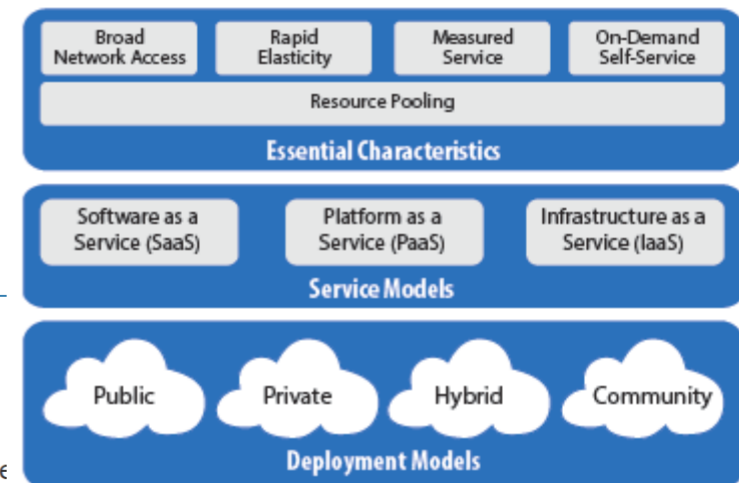 Broad
Network Access
Rapid
Elasticity
Measured
Service
On-Demand
Self-Service
Resource Pooling
Essential Characteristics
Software as a
Service (SaaS)
Platform as a
Service (PaaS)
Infrastructure as a
Service (IaaS)
Service Models
Public
Private
Hybrid
Community
Deployment Models